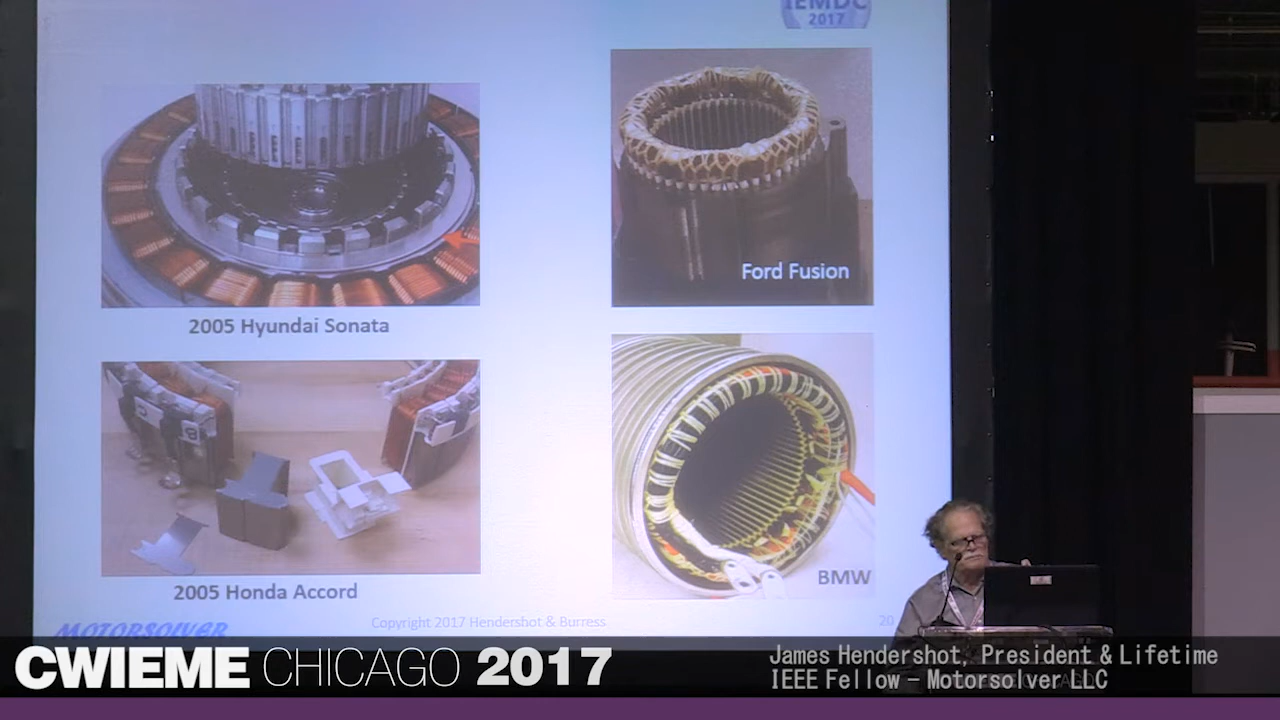 IEMDC
2017
Ford Fusion
2005 Hyundai Sonata
BMW
2005 Honda Accord
Copyright 2017 Hendershot & Burress
20
MOTORSOLVER
CWIEME CHICAGO 2017
James Hendershot, President & Lifetime
IEEE Fellow – Motorsolver LLC